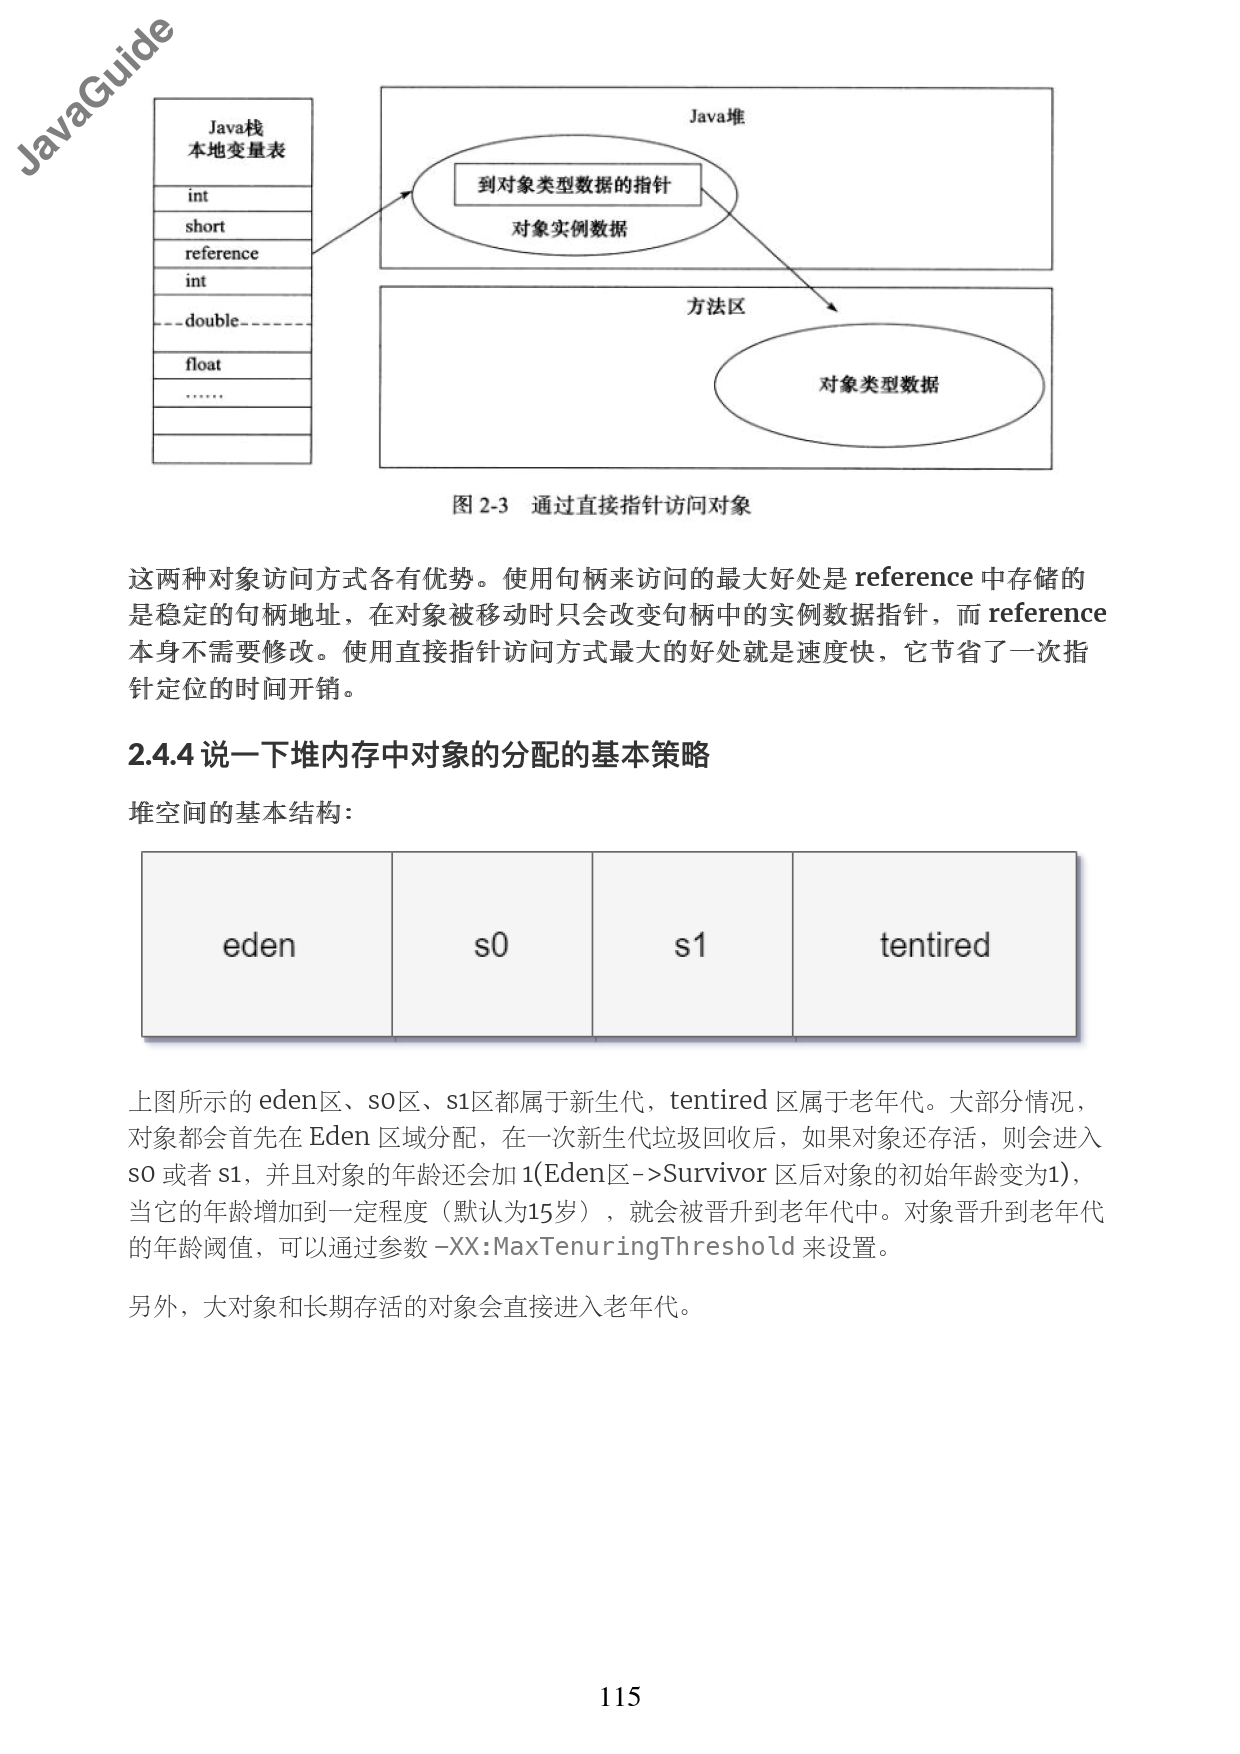 JavaGuide
Java栈
本地变量表
int
short
reference
int
double
float
……
Java堆
到对象类型数据的指针
对象实例数据
方法区
对象类型数据
图 2-3 通过直接指针访问对象
这两种对象访问方式各有优势。使用句柄来访问的最大好处是 reference 中存储的
是稳定的句柄地址，在对象被移动时只会改变句柄中的实例数据指针，而 reference
本身不需要修改。使用直接指针访问方式最大的好处就是速度快，它节省了一次指
针定位的时间开销。
2.4.4 说一下堆内存中对象的分配的基本策略
堆空间的基本结构：
eden
s0
s1
tentired
上图所示的 eden区、s0区、s1区都属于新生代，tentired 区属于老年代。大部分情况，
对象都会首先在 Eden 区域分配，在一次新生代垃圾回收后，如果对象还存活，则会进入
s0 或者 s1，并且对象的年龄还会加 1(Eden区->Survivor 区后对象的初始年龄变为1)，
当它的年龄增加到一定程度（默认为15岁），就会被晋升到老年代中。对象晋升到老年代
的年龄阈值，可以通过参数 –XX:MaxTenuringThreshold 来设置。
另外，大对象和长期存活的对象会直接进入老年代。
115